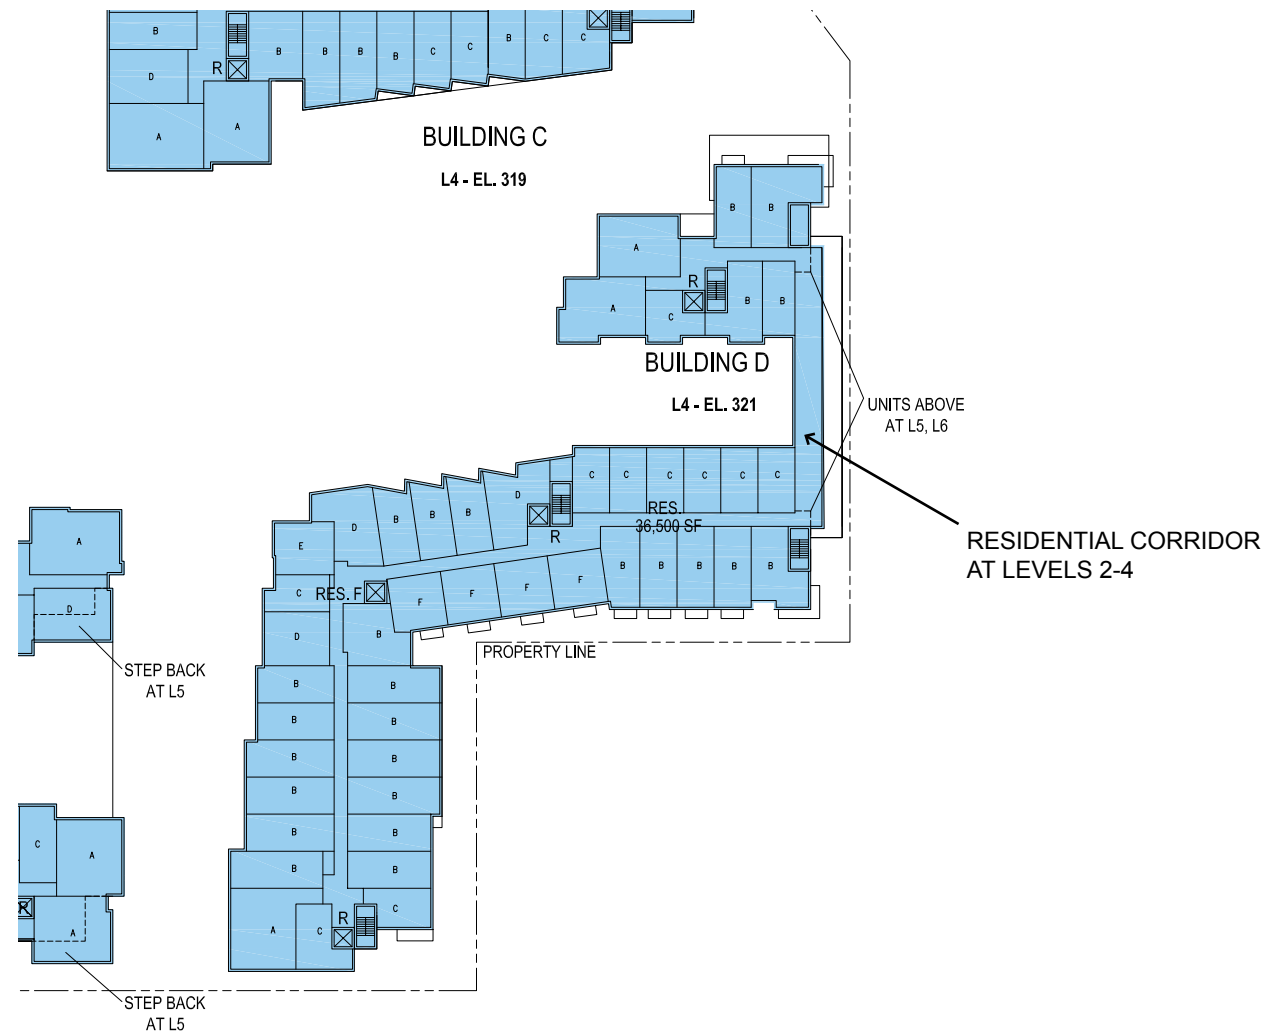 B
B
B
B
B
C
C
B
C
C
D
R
A
A
BUILDING C
L4 - EL. 319
B
B
A
R
B
B
A
C
BUILDING D
L4 - EL. 321
UNITS ABOVE
AT L5, L6
C
C
C
C
C
C
D
B
B
B
D
RES.
36,500 SF
R
RESIDENTIAL CORRIDOR
AT LEVELS 2-4
A
E
B
B
B
B
B
F
F
F
F
C
RES. F
D
D
B
PROPERTY LINE
STEP BACK
AT L5
B
B
B
B
B
B
B
B
B
B
B
B
C
A
R
A
C
R
C
A
STEP BACK
AT L5